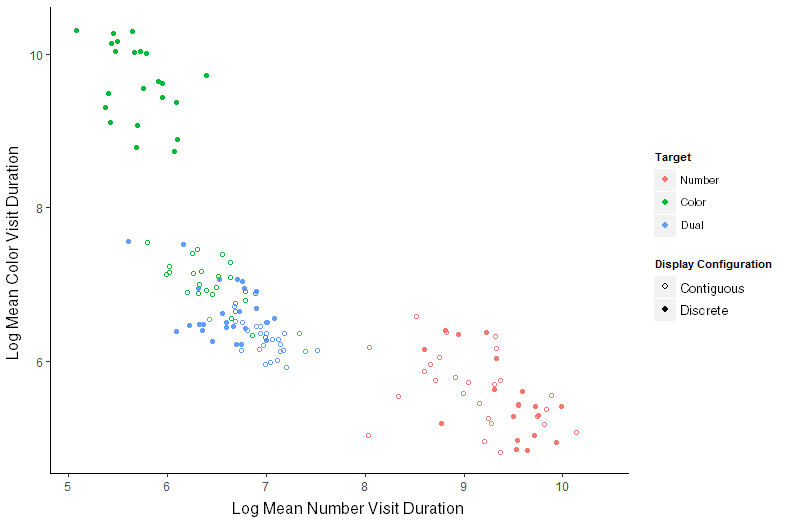 Log Mean Color Visit Duration
10
8
6
5
6
7
8
9
10
Log Mean Number Visit Duration
Target
Number
Color
Dual
Display Configuration
Contiguous
Discrete